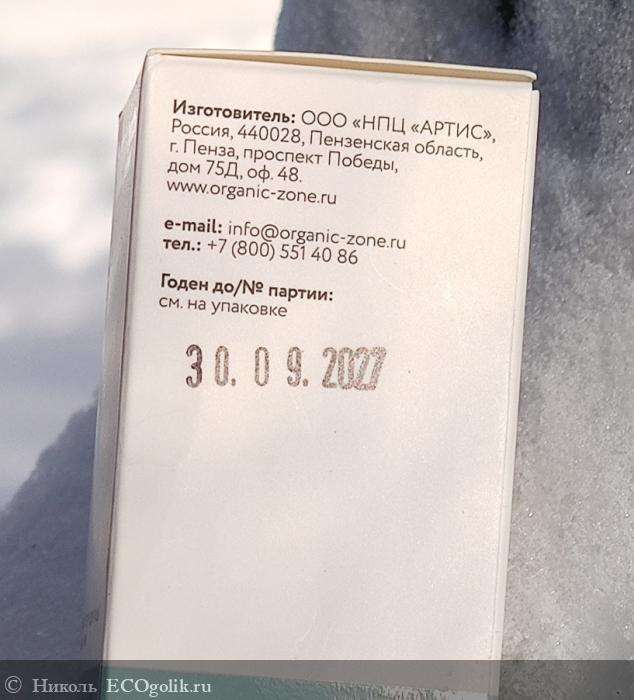 Изготовитель: ООО «НПЦ «АРТИС»,
Россия, 440028, Пензенская область,
г. Пенза, проспект Победы,
дом 75Д, оф. 48.
www.organic-zone.ru
e-mail: info@organic-zone.ru
тел.: +7 (800) 551 40 86
Годен до/№ партии:
см. на упаковке
30. 09. 2027
© Николь ECOgolik.ru